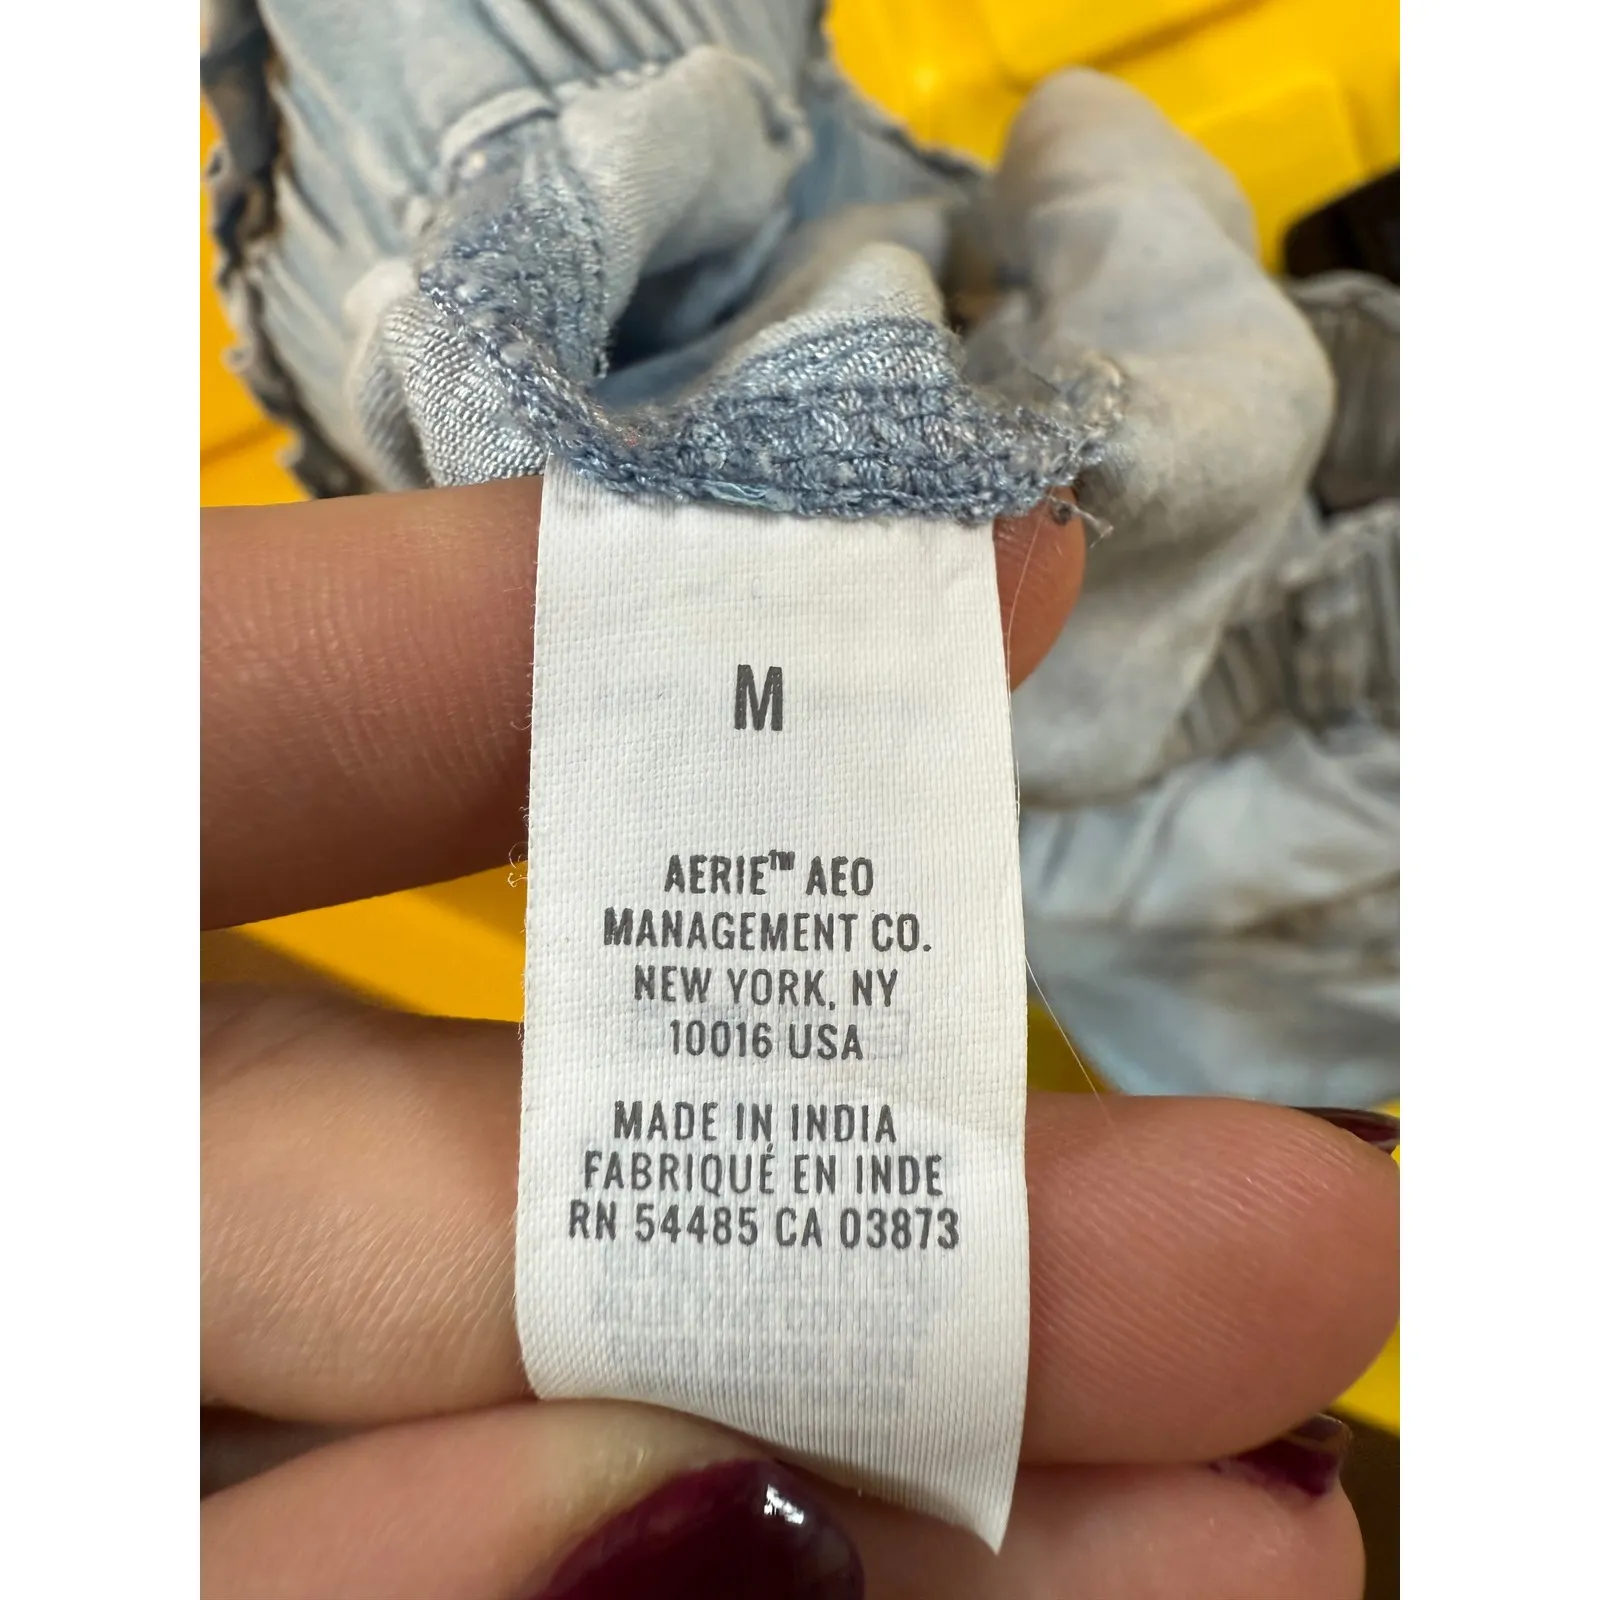 M
AERIE™ AEO
MANAGEMENT CO.
NEW YORK, NY
10016 USA
MADE IN INDIA
FABRIQUÉ EN INDE
RN 54485 CA 03873